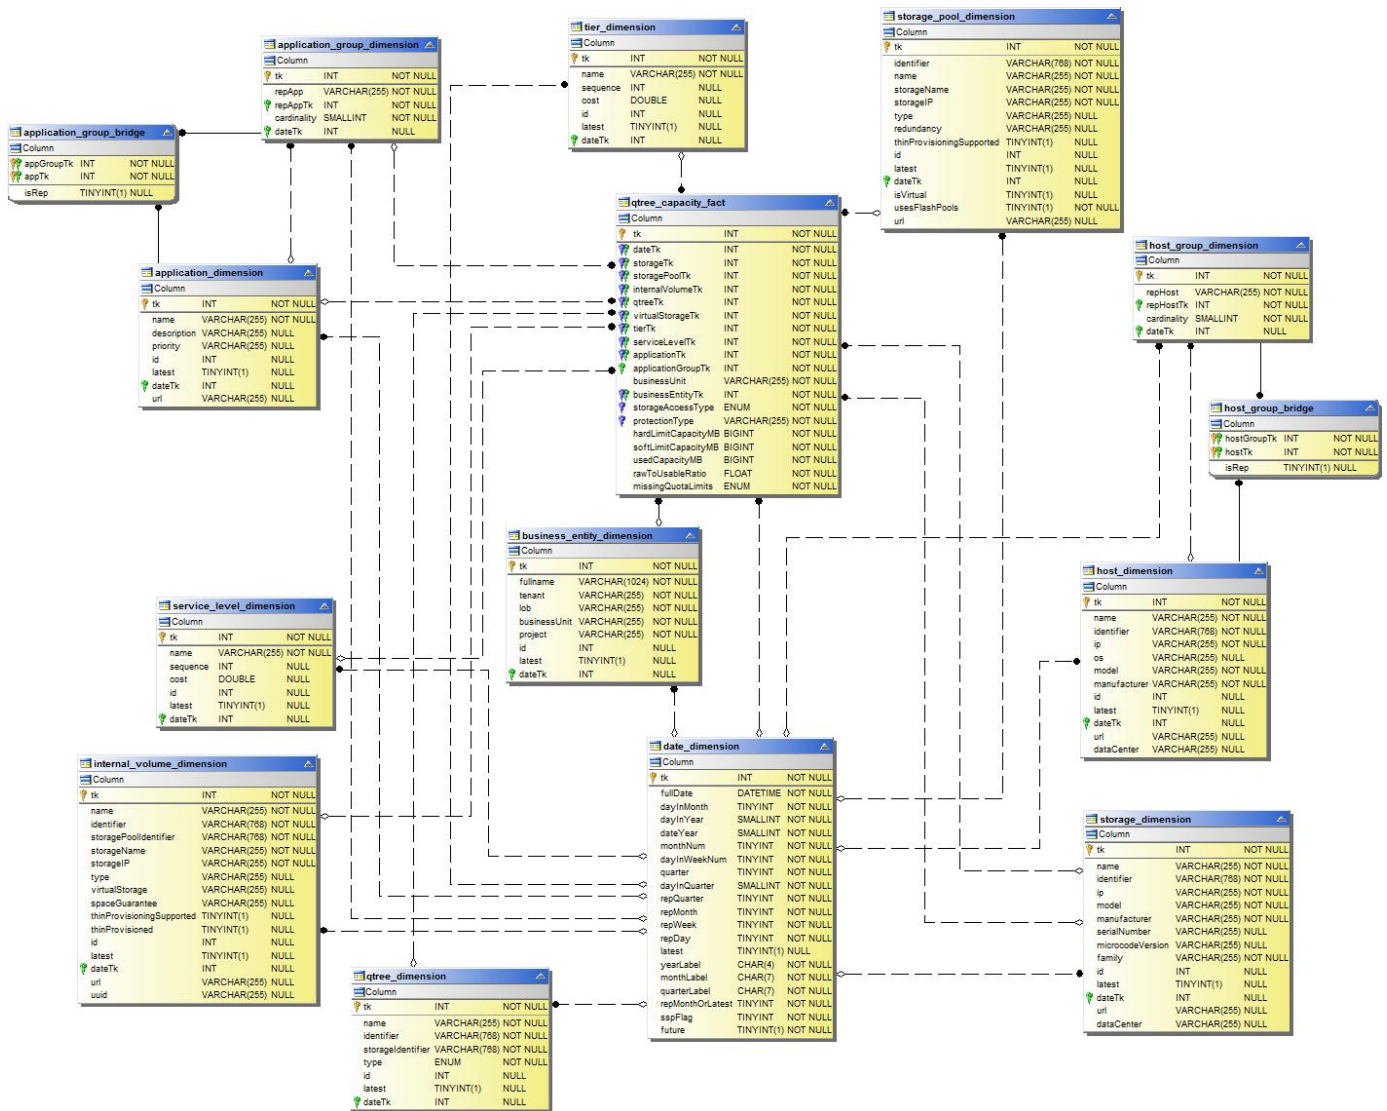 application_group_dimension
Column
tk INT NOT NULL
repApp VARCHAR(255) NOT NULL
repAppTk INT NOT NULL
cardinality SMALLINT NOT NULL
dateTk INT NULL
tier_dimension
Column
tk INT NOT NULL
name VARCHAR(255) NOT NULL
sequence INT NULL
cost DOUBLE NULL
id INT NULL
latest TINYINT(1) NULL
dateTk INT NULL
storage_pool_dimension
Column
tk INT NOT NULL
identifier VARCHAR(768) NOT NULL
name VARCHAR(255) NOT NULL
storageName VARCHAR(255) NOT NULL
storageIP VARCHAR(255) NOT NULL
type VARCHAR(255) NULL
redundancy VARCHAR(255) NULL
thinProvisioningSupported TINYINT(1) NULL
id INT NULL
latest TINYINT(1) NULL
dateTk INT NULL
isVirtual TINYINT(1) NULL
usesFlashPools TINYINT(1) NOT NULL
url VARCHAR(255) NULL
application_group_bridge
Column
appGroupTk INT NOT NULL
appTk INT NOT NULL
isRep TINYINT(1) NULL
qtree_capacity_fact
Column
tk INT NOT NULL
dateTk INT NOT NULL
storageTk INT NOT NULL
storagePoolTk INT NOT NULL
internalVolumeTk INT NOT NULL
qtreeTk INT NOT NULL
virtualStorageTk INT NOT NULL
tierTk INT NOT NULL
serviceLevelTk INT NOT NULL
applicationTk INT NOT NULL
applicationGroupTk INT NOT NULL
businessUnit VARCHAR(255) NOT NULL
businessEntityTk INT NOT NULL
storageAccessType ENUM NOT NULL
protectionType VARCHAR(255) NOT NULL
hardLimitCapacityMB BIGINT NOT NULL
softLimitCapacityMB BIGINT NOT NULL
usedCapacityMB BIGINT NOT NULL
rawToUsableRatio FLOAT NOT NULL
missingQuotaLimits ENUM NOT NULL
host_group_dimension
Column
tk INT NOT NULL
repHost VARCHAR(255) NOT NULL
repHostTk INT NOT NULL
cardinality SMALLINT NOT NULL
dateTk INT NULL
application_dimension
Column
tk INT NOT NULL
name VARCHAR(255) NOT NULL
description VARCHAR(255) NULL
priority VARCHAR(255) NULL
id INT NULL
latest TINYINT(1) NULL
dateTk INT NULL
url VARCHAR(255) NULL
host_group_bridge
Column
hostGroupTk INT NOT NULL
hostTk INT NOT NULL
isRep TINYINT(1) NULL
business_entity_dimension
Column
tk INT NOT NULL
fullname VARCHAR(1024) NOT NULL
tenant VARCHAR(255) NOT NULL
lob VARCHAR(255) NOT NULL
businessUnit VARCHAR(255) NOT NULL
project VARCHAR(255) NOT NULL
id INT NULL
latest TINYINT(1) NULL
dateTk INT NULL
host_dimension
Column
tk INT NOT NULL
name VARCHAR(255) NOT NULL
identifier VARCHAR(768) NOT NULL
ip VARCHAR(255) NOT NULL
os VARCHAR(255) NULL
model VARCHAR(255) NOT NULL
manufacturer VARCHAR(255) NOT NULL
id INT NULL
latest TINYINT(1) NULL
dateTk INT NULL
url VARCHAR(255) NULL
dataCenter VARCHAR(255) NULL
service_level_dimension
Column
tk INT NOT NULL
name VARCHAR(255) NOT NULL
sequence INT NULL
cost DOUBLE NULL
id INT NULL
latest TINYINT(1) NULL
dateTk INT NULL
internal_volume_dimension
Column
tk INT NOT NULL
name VARCHAR(255) NOT NULL
identifier VARCHAR(768) NOT NULL
storagePoolIdentifier VARCHAR(768) NOT NULL
storageName VARCHAR(255) NOT NULL
storageIP VARCHAR(255) NOT NULL
type VARCHAR(255) NULL
virtualStorage VARCHAR(255) NULL
spaceGuarantee VARCHAR(255) NULL
thinProvisioningSupported TINYINT(1) NULL
thinProvisioned TINYINT(1) NULL
id INT NULL
latest TINYINT(1) NULL
dateTk INT NULL
url VARCHAR(255) NULL
uuid VARCHAR(255) NULL
date_dimension
Column
tk INT NOT NULL
fullDate DATETIME NOT NULL
dayInMonth TINYINT NOT NULL
dayInYear SMALLINT NOT NULL
dateYear SMALLINT NOT NULL
monthNum TINYINT NOT NULL
dayInWeekNum TINYINT NOT NULL
quarter TINYINT NOT NULL
dayInQuarter SMALLINT NOT NULL
repQuarter TINYINT NOT NULL
repMonth TINYINT NOT NULL
repWeek TINYINT NOT NULL
repDay TINYINT NOT NULL
latest TINYINT(1) NULL
yearLabel CHAR(4) NOT NULL
monthLabel CHAR(7) NOT NULL
quarterLabel CHAR(7) NOT NULL
repMonthOrLatest TINYINT NOT NULL
sspFlag TINYINT NOT NULL
future TINYINT(1) NOT NULL
storage_dimension
Column
tk INT NOT NULL
name VARCHAR(255) NOT NULL
identifier VARCHAR(768) NOT NULL
ip VARCHAR(255) NOT NULL
model VARCHAR(255) NOT NULL
manufacturer VARCHAR(255) NOT NULL
serialNumber VARCHAR(255) NULL
microcodeVersion VARCHAR(255) NULL
family VARCHAR(255) NOT NULL
id INT NULL
latest TINYINT(1) NULL
dateTk INT NULL
url VARCHAR(255) NULL
dataCenter VARCHAR(255) NULL
qtree_dimension
Column
tk INT NOT NULL
name VARCHAR(255) NOT NULL
identifier VARCHAR(768) NOT NULL
storageIdentifier VARCHAR(768) NOT NULL
type ENUM NOT NULL
id INT NULL
latest TINYINT(1) NULL
dateTk INT NULL